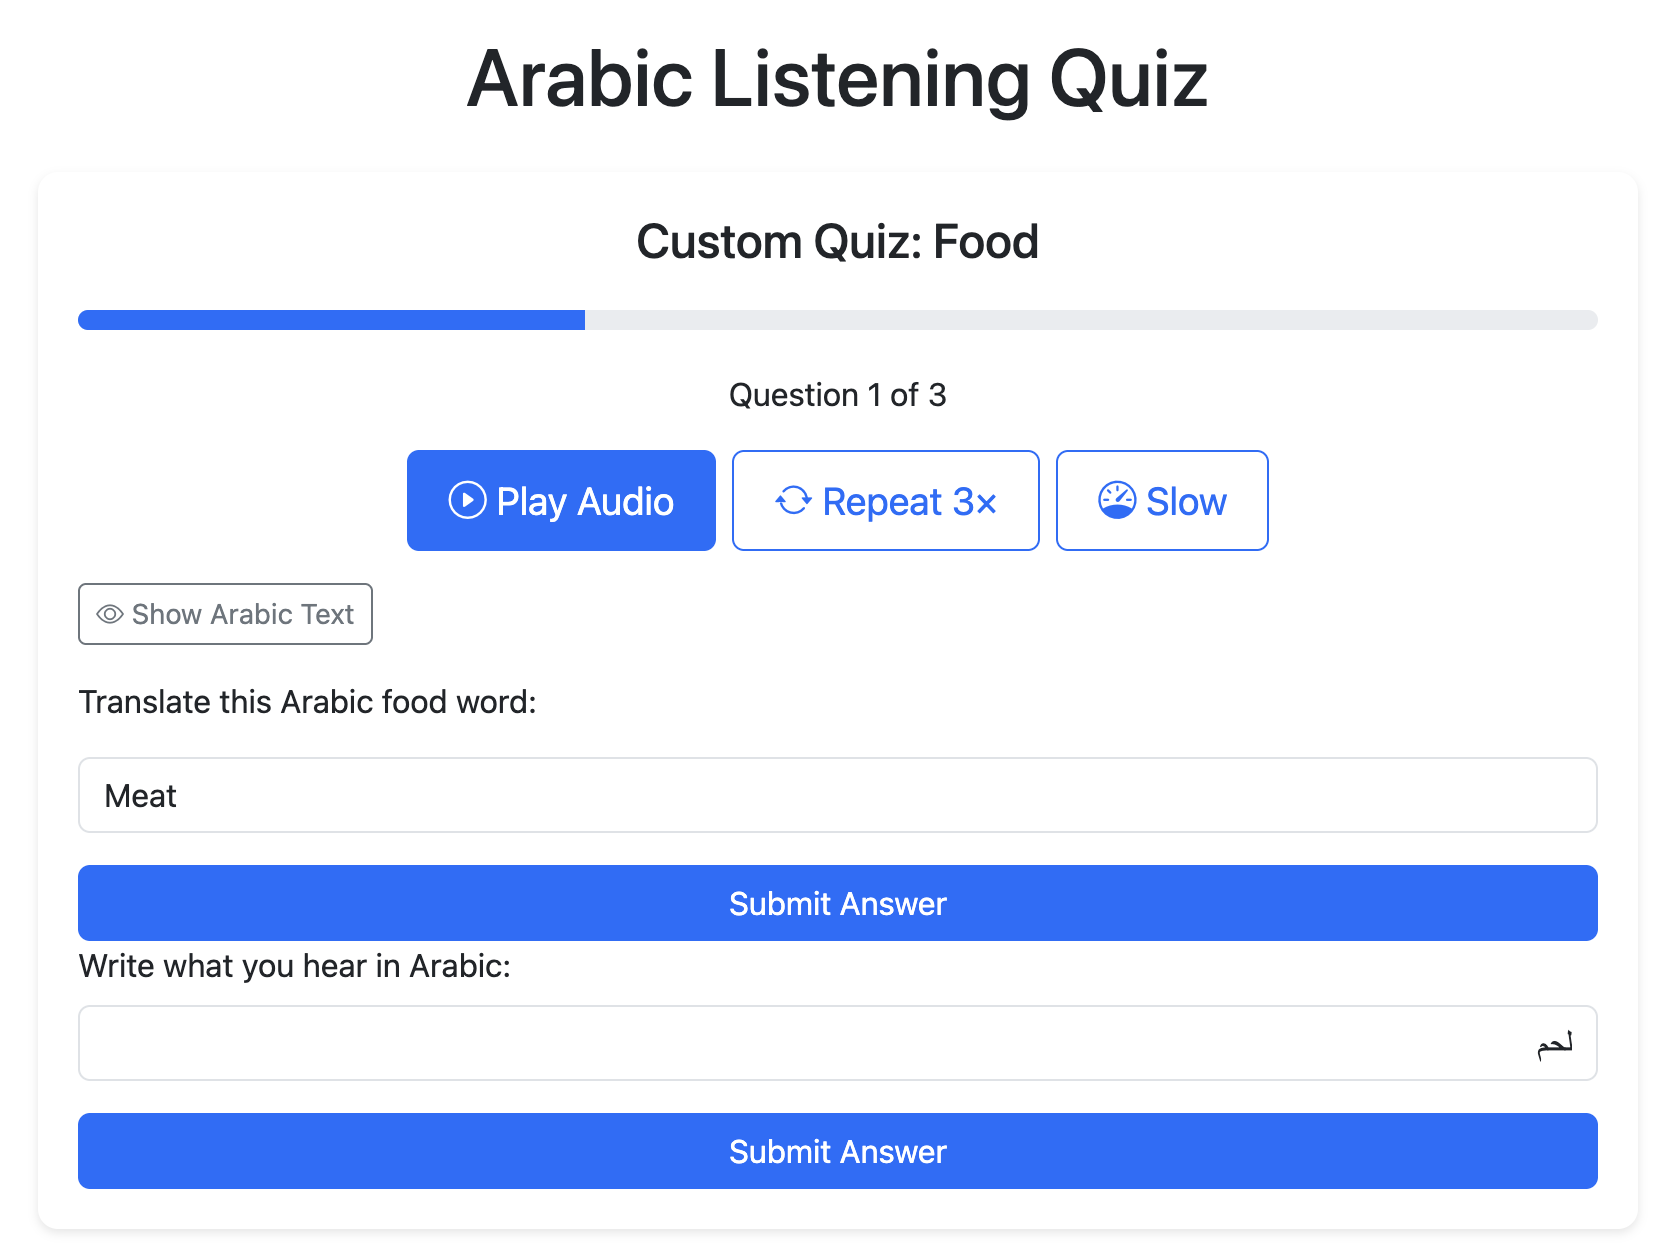 Arabic Listening Quiz
Custom Quiz: Food
Question 1 of 3
Play Audio
Repeat 3×
Slow
Show Arabic Text
Translate this Arabic food word:
Meat
Submit Answer
Write what you hear in Arabic:
لحم
Submit Answer